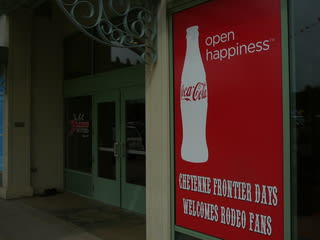 open
happiness™
Coca-Cola
CHEYENNE FRONTIER DAYS
WELCOMES RODEO FANS